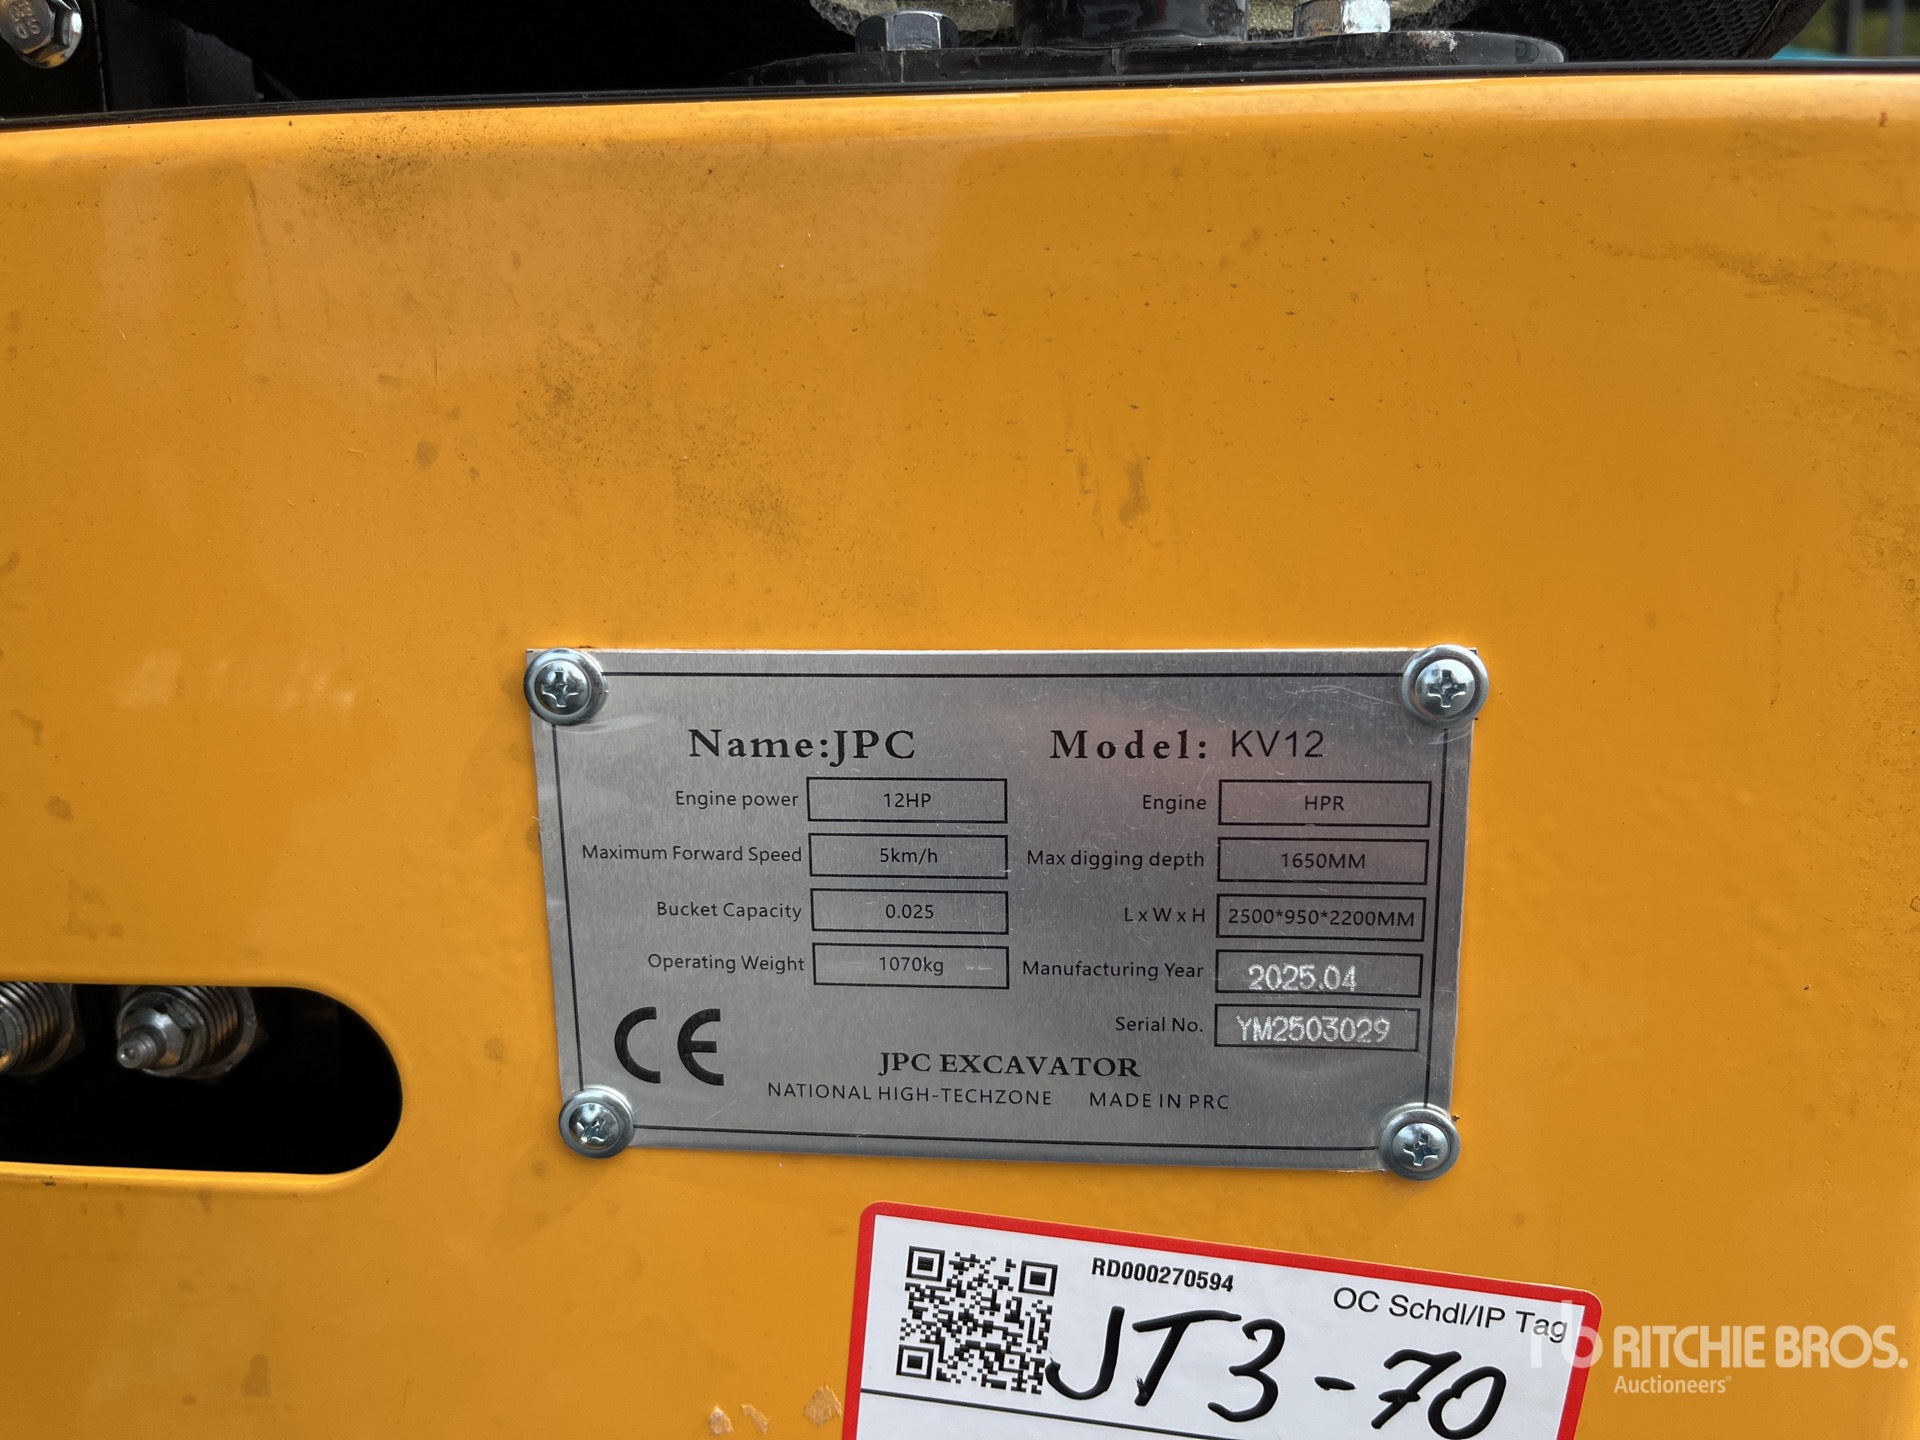 Name:JPC Model: KV12
Engine power 12HP Engine HPR
Maximum Forward Speed 5km/h Max digging depth 1650MM
Bucket Capacity 0.025 L x W x H 2500*950*2200MM
Operating Weight 1070kg Manufacturing Year 2025.04
Serial No. YM2503029
CE
JPC EXCAVATOR
NATIONAL HIGH-TECHZONE MADE IN PRC
RD000270594
OC Schdl/IP Tag
JT3-70
rb RITCHIE BROS.
Auctioneers